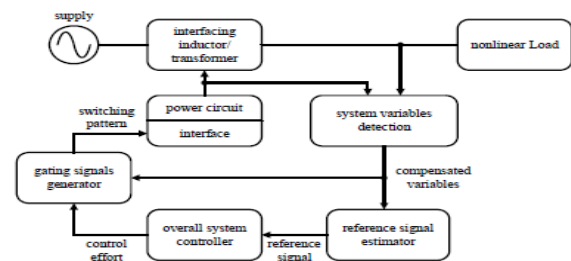 supply
interfacing
inductor/
transformer
nonlinear Load
switching
pattern
power circuit
interface
system variables
detection
gating signals
generator
compensated
variables
control
effort
overall system
controller
reference
signal
reference signal
estimator